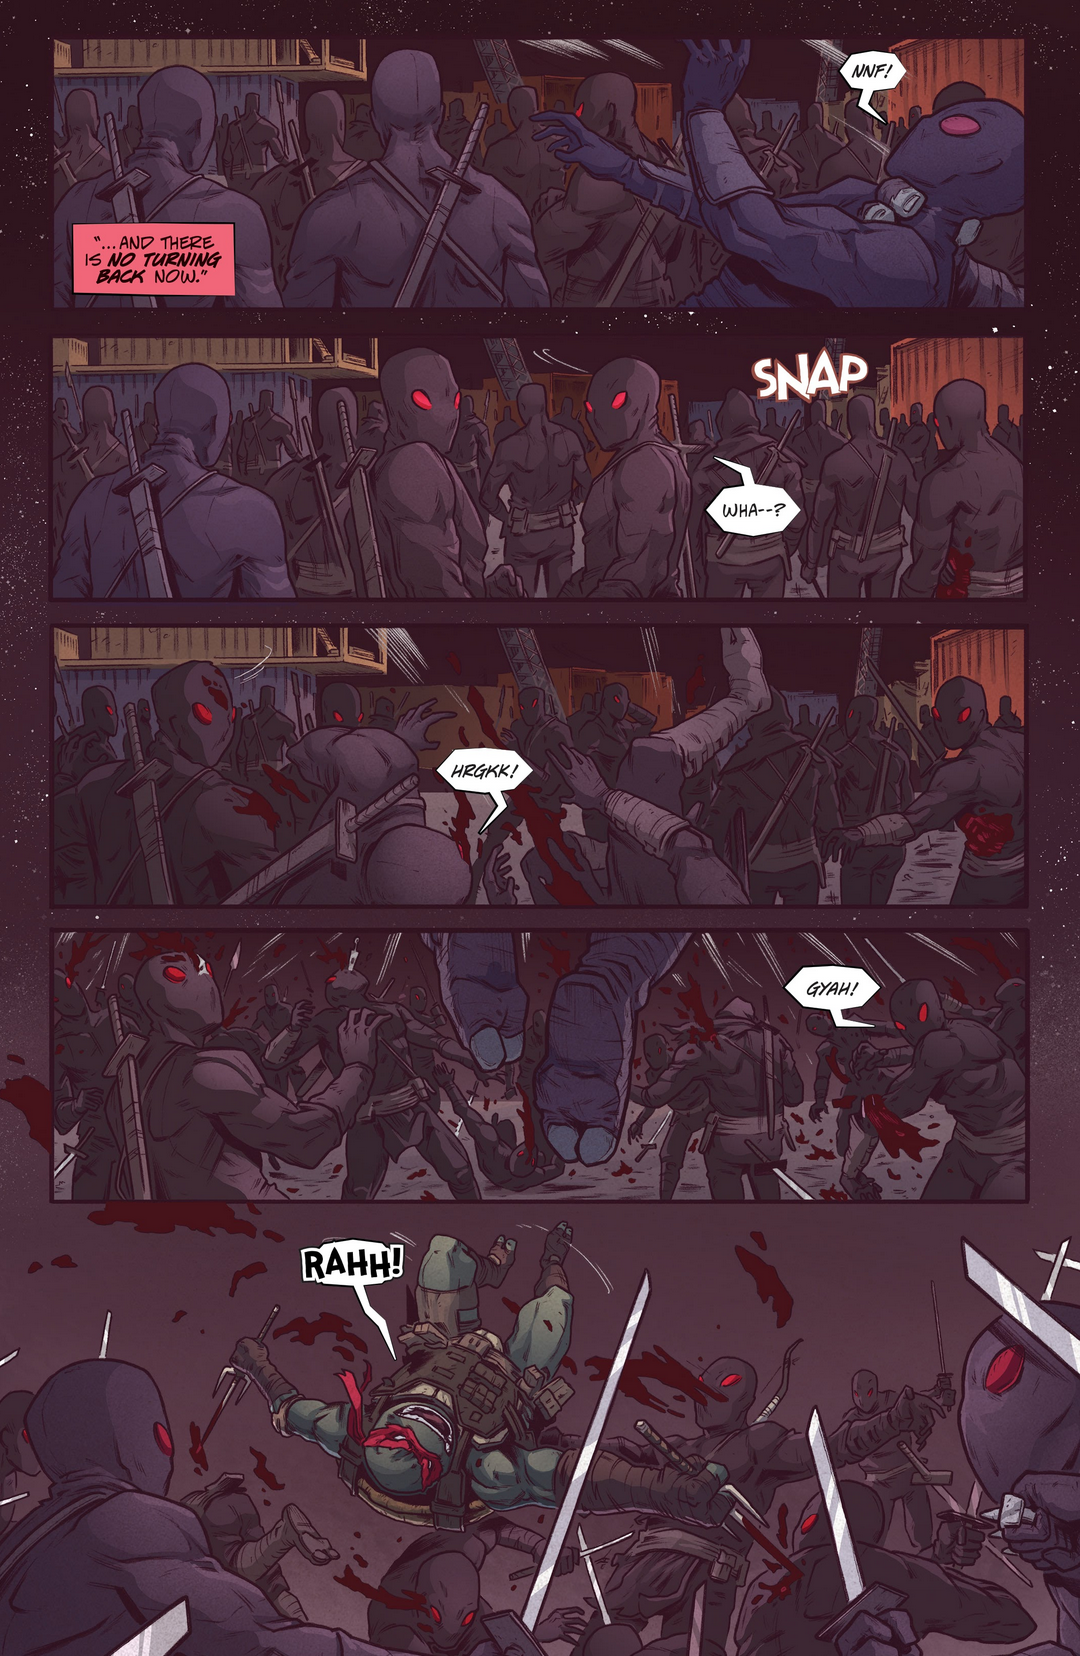 NNF!
"...AND THERE
IS NO TURNING
BACK NOW."
SNAP
WHA--?
HRGKK!
GYAH!
RAHH!